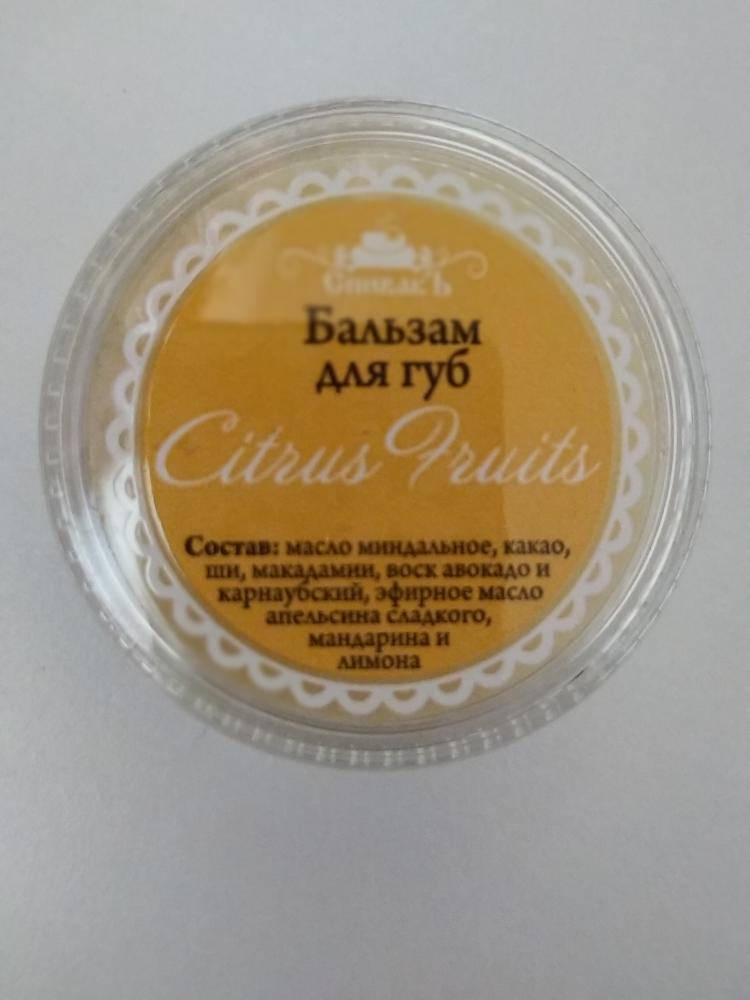 СпивакЪ
Бальзам
для губ
Citrus Fruits
Состав: масло миндальное, какао,
ши, макадамии, воск авокадо и
карнаубский, эфирное масло
апельсина сладкого,
мандарина и
лимона